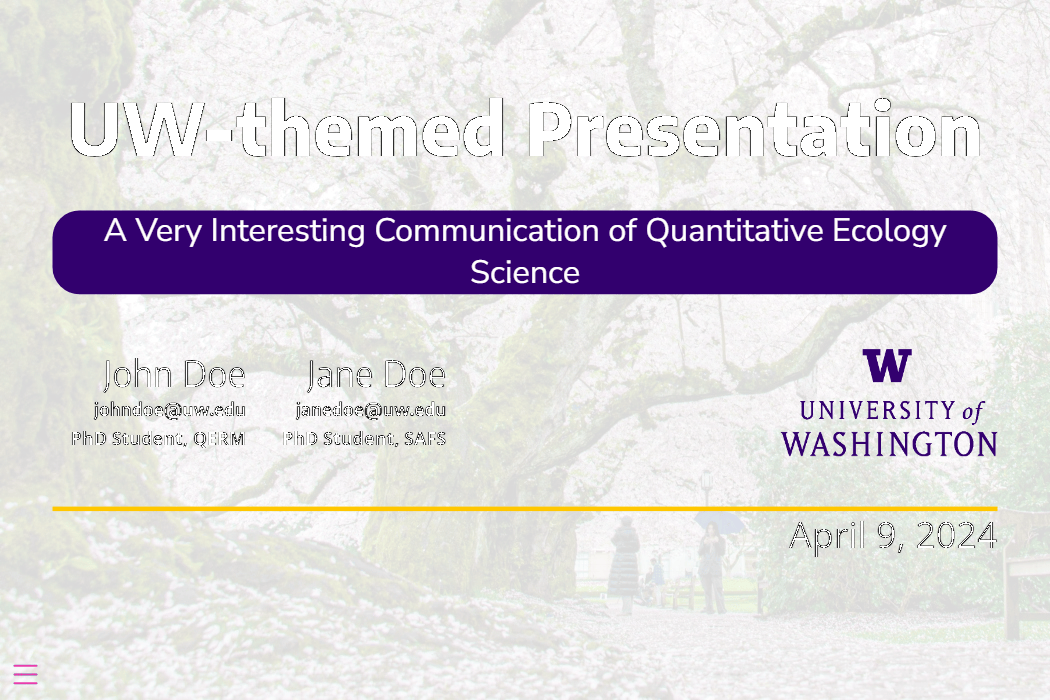 UW-themed Presentation
A Very Interesting Communication of Quantitative Ecology
Science
John Doe
johndoe@uw.edu
PhD Student, QERM
Jane Doe
janedoe@uw.edu
PhD Student, SAFS
W
UNIVERSITY of
WASHINGTON
April 9, 2024